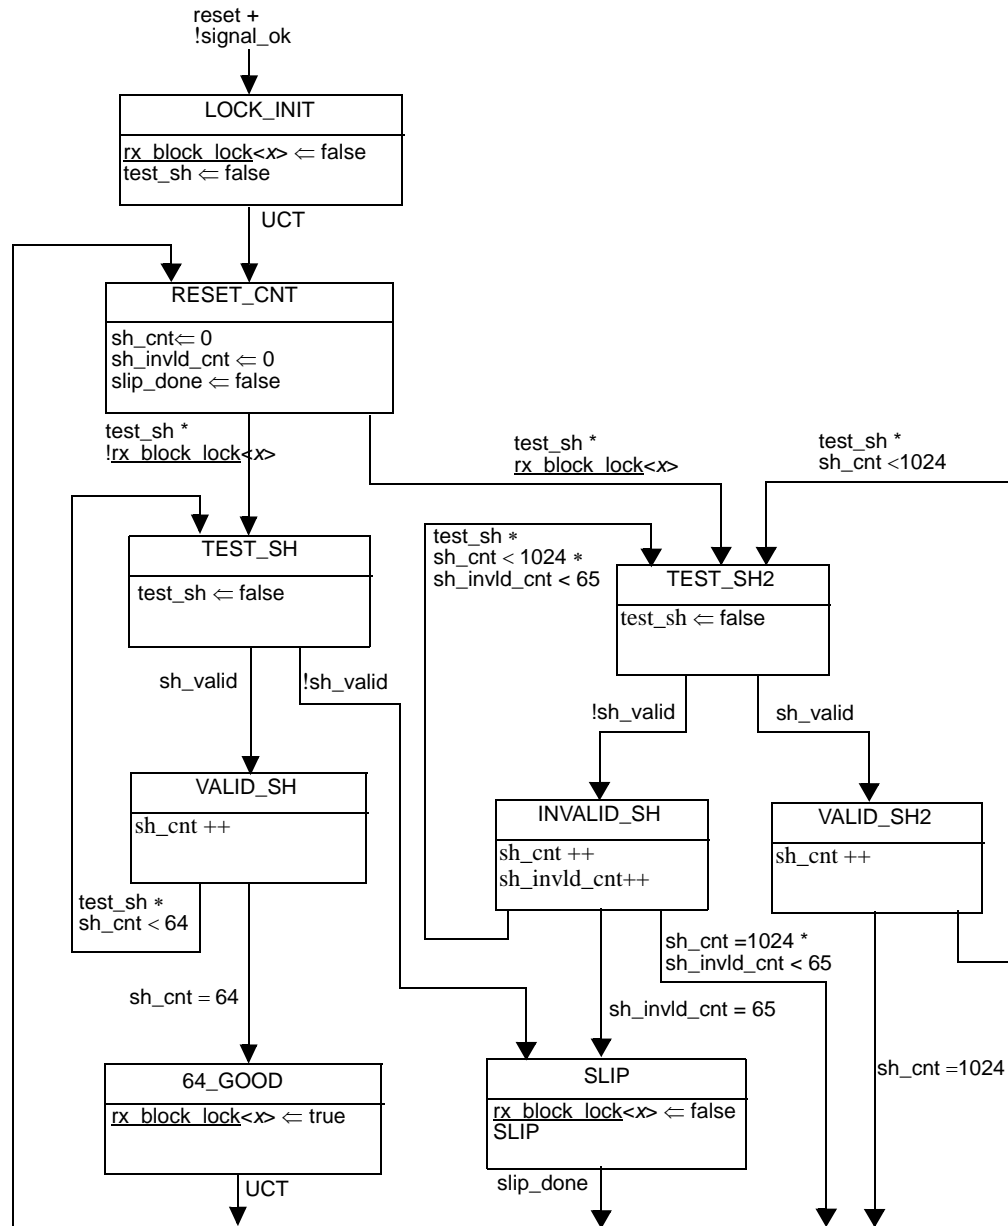 reset +
!signal_ok
LOCK_INIT
rx_block_lock<x> ⇐ false
test_sh ⇐ false
UCT
RESET_CNT
sh_cnt⇐ 0
sh_invld_cnt ⇐ 0
slip_done ⇐ false
test_sh *
!rx_block_lock<x>
test_sh *
rx_block_lock<x>
test_sh *
sh_cnt <1024
TEST_SH
test_sh ⇐ false
test_sh *
sh_cnt < 1024 *
sh_invld_cnt < 65
TEST_SH2
test_sh ⇐ false
sh_valid
!sh_valid
!sh_valid
sh_valid
VALID_SH
sh_cnt ++
INVALID_SH
sh_cnt ++
sh_invld_cnt++
VALID_SH2
sh_cnt ++
test_sh *
sh_cnt < 64
sh_cnt =1024 *
sh_invld_cnt < 65
sh_cnt = 64
sh_invld_cnt = 65
sh_cnt =1024
64_GOOD
rx_block_lock<x> ⇐ true
SLIP
rx_block_lock<x> ⇐ false
SLIP
UCT
slip_done